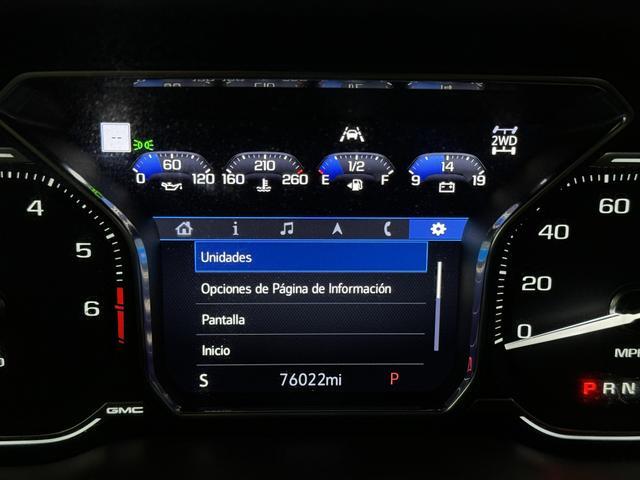 --
2WD
60
0 120
210
160 260
1/2
E F
14
9 19
4
5
6
60
40
20
0
MPH
i
Unidades
Opciones de Página de Información
Pantalla
Inicio
S 76022mi P
GMC
P R N